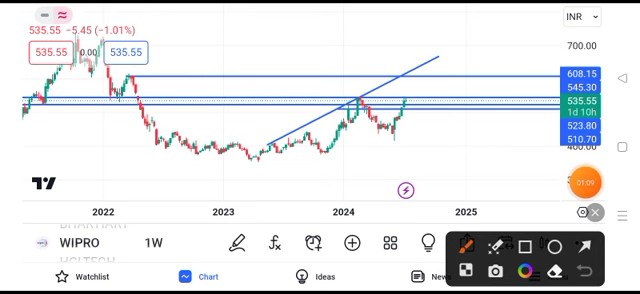 535.55 −5.45 (−1.01%)
INR
535.55 0.00 535.55
700.00
608.15
545.30
535.55
1d 10h
523.80
510.70
400.00
01:09
2022 2023 2024 2025
WIPRO 1W
HCLTECH
Watchlist Chart Ideas News